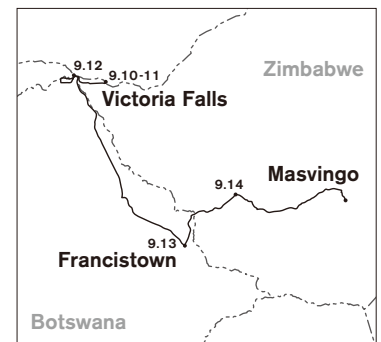 9.12
9.10-11
Zimbabwe
Victoria Falls
Masvingo
9.14
9.13
Francistown
Botswana